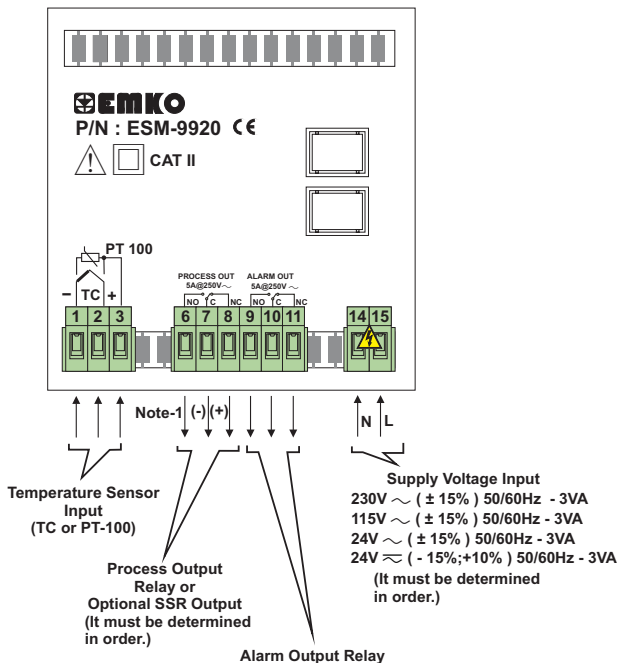 EMKO
P/N : ESM-9920 CE
CAT II
PT 100
PROCESS OUT
5A@250V ~
ALARM OUT
5A@250V ~
− TC +
NO C NC NO C NC
1 2 3 6 7 8 9 10 11 14 15
Note-1 (-) (+)
N L
Temperature Sensor
Input
(TC or PT-100)
Process Output
Relay or
Optional SSR Output
(It must be determined
in order.)
Alarm Output Relay
Supply Voltage Input
230V ~ ( ± 15% ) 50/60Hz - 3VA
115V ~ ( ± 15% ) 50/60Hz - 3VA
24V ~ ( ± 15% ) 50/60Hz - 3VA
24V ⏦ ( - 15%;+10% ) 50/60Hz - 3VA
(It must be determined
in order.)